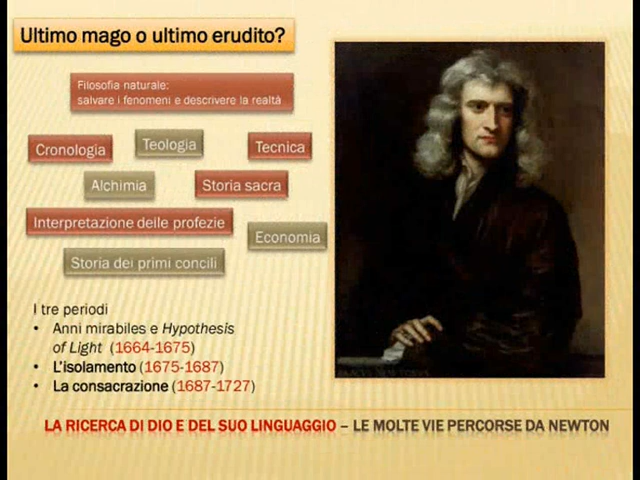 Ultimo mago o ultimo erudito?
Filosofia naturale:
salvare i fenomeni e descrivere la realtá
Cronologia
Teologia
Tecnica
Alchimia
Storia sacra
Interpretazione delle profezie
Economia
Storia dei primi concili
I tre periodi
• Anni mirabiles e Hypothesis
of Light (1664-1675)
• L'isolamento (1675-1687)
• La consacrazione (1687-1727)
LA RICERCA DI DIO E DEL SUO LINGUAGGIO – LE MOLTE VIE PERCORSE DA NEWTON